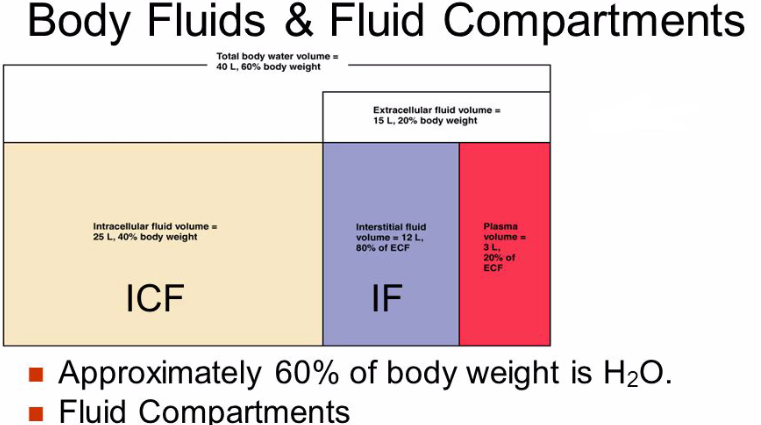 Body Fluids & Fluid Compartments
Total body water volume =
40 L, 60% body weight
Extracellular fluid volume =
15 L, 20% body weight
Intracellular fluid volume =
25 L, 40% body weight
Interstitial fluid
volume = 12 L,
80% of ECF
Plasma
volume =
3 L,
20% of
ECF
ICF
IF
■ Approximately 60% of body weight is H₂O.
■ Fluid Compartments